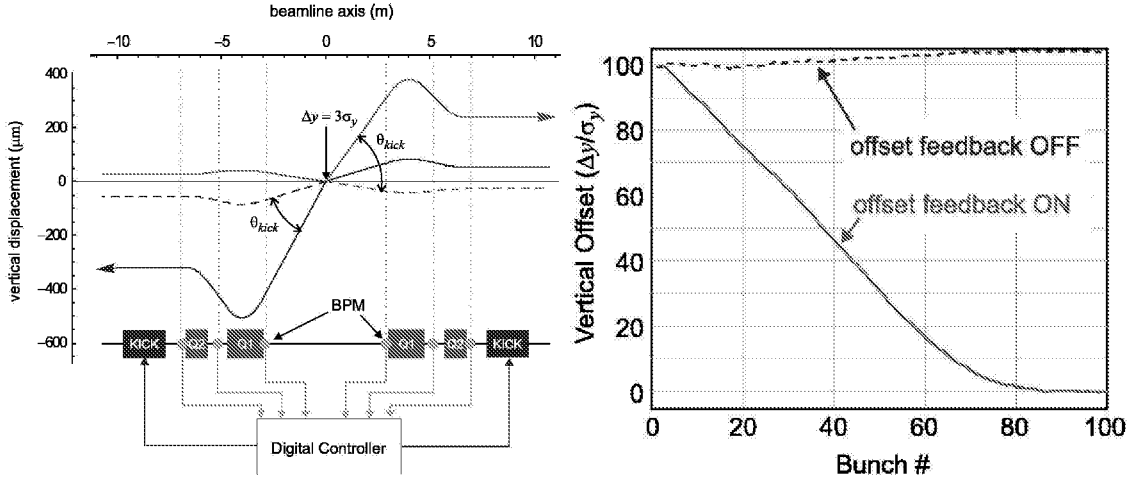 beamline axis (m)
−10 −5 0 5 10
400
200
0
−200
−400
−600
vertical displacement (μm)
Δy = 3σy
θkick
θkick
BPM
KICK Q2 Q1 Q1 Q2 KICK
Digital Controller
100
80
60
40
20
0
Vertical Offset (Δy/σy)
offset feedback OFF
offset feedback ON
0 20 40 60 80 100
Bunch #